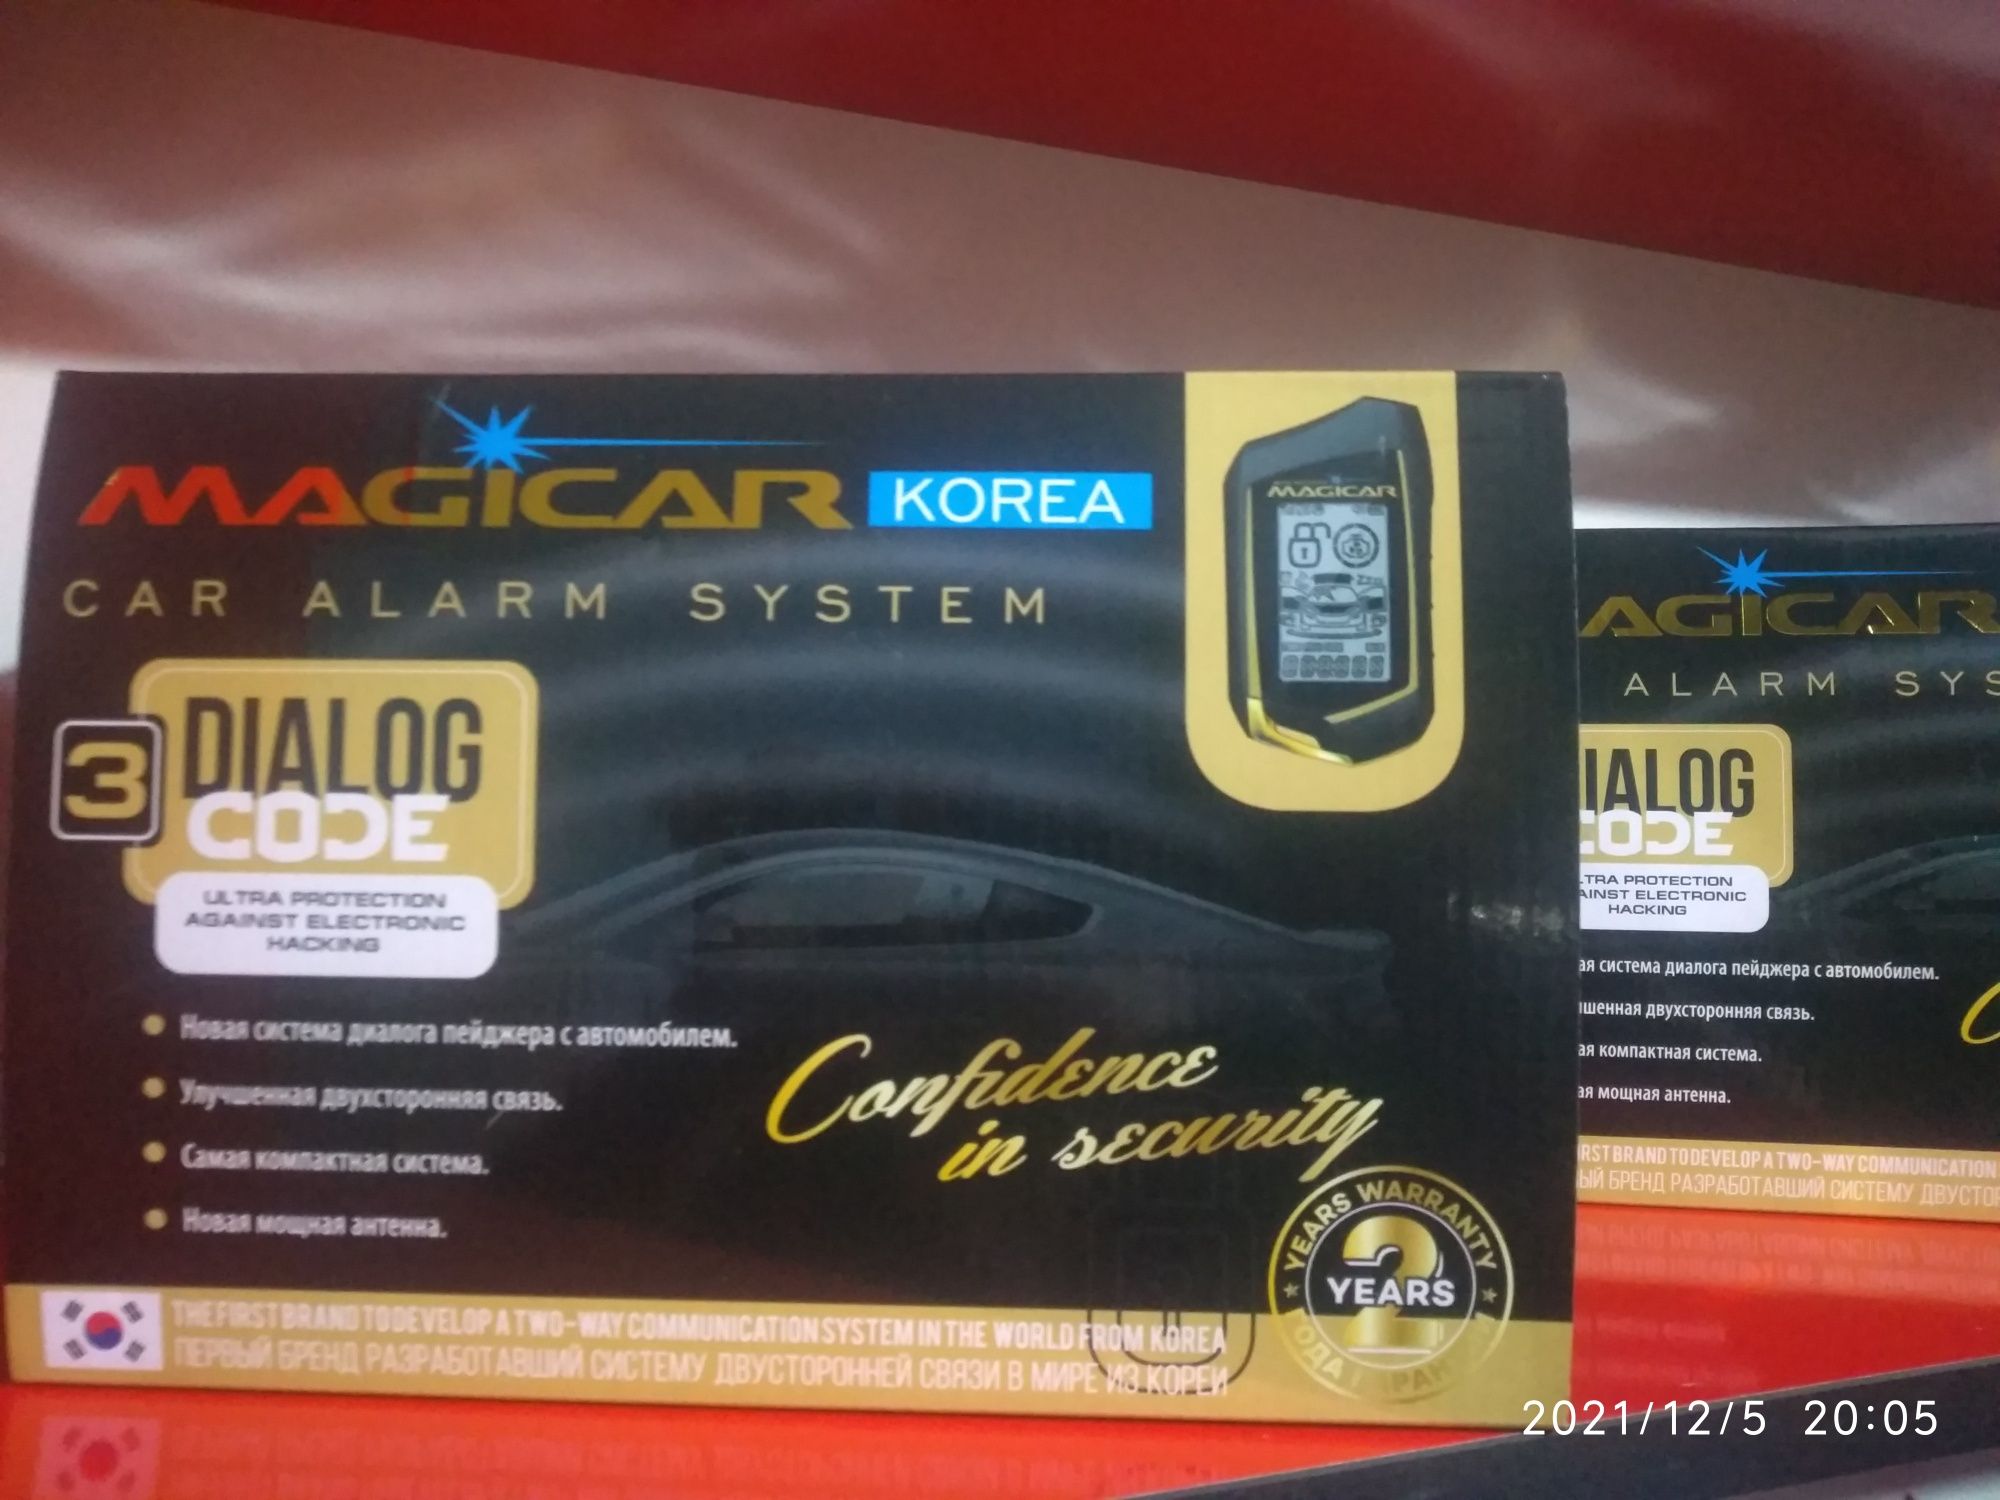 MAGICAR KOREA
CAR ALARM SYSTEM
MAGICAR
3 DIALOG
CODE
ULTRA PROTECTION
AGAINST ELECTRONIC
HACKING
Новая система диалога пейджера с автомобилем.
Улучшенная двухсторонняя связь.
Самая компактная система.
Новая мощная антенна.
Confidence
in security
YEARS WARRANTY
2
YEARS
ГОДА
THE FIRST BRAND TO DEVELOP A TWO-WAY COMMUNICATION SYSTEM IN THE WORLD FROM KOREA
ПЕРВЫЙ БРЕНД РАЗРАБОТАВШИЙ СИСТЕМУ ДВУСТОРОННЕЙ СВЯЗИ В МИРЕ ИЗ КОРЕИ
AGICAR
ALARM SYS
IALOG
CODE
LTRA PROTECTION
AINST ELECTRONIC
HACKING
ая система диалога пейджера с автомобилем.
шенная двухсторонняя связь.
ая компактная система.
ая мощная антенна.
RST BRAND TO DEVELOP A TWO-WAY COMMUNICATION
ЫЙ БРЕНД РАЗРАБОТАВШИЙ СИСТЕМУ ДВУСТОР
2021/12/5 20:05